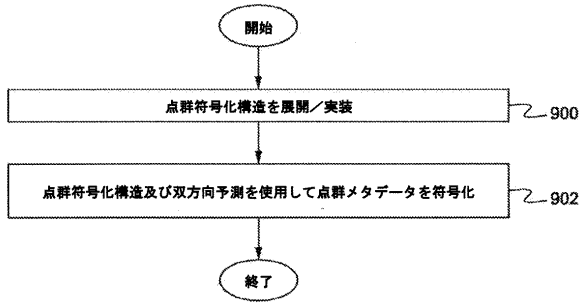 開始
点群符号化構造を展開／実装
900
点群符号化構造及び双方向予測を使用して点群メタデータを符号化
902
終了